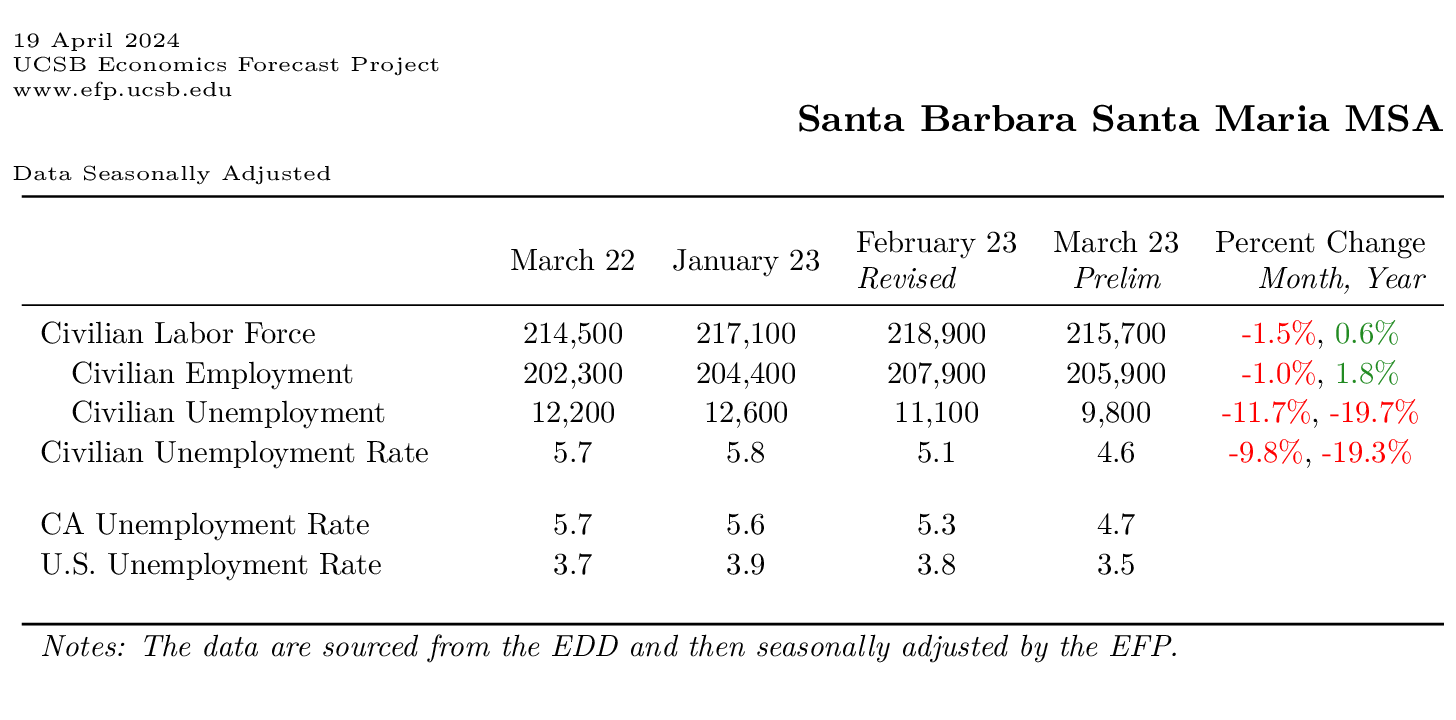 19 April 2024
UCSB Economics Forecast Project
www.efp.ucsb.edu
Santa Barbara Santa Maria MSA
Data Seasonally Adjusted
March 22 January 23 February 23 March 23 Percent Change
Revised Prelim Month, Year
Civilian Labor Force 214,500 217,100 218,900 215,700 -1.5%, 0.6%
Civilian Employment 202,300 204,400 207,900 205,900 -1.0%, 1.8%
Civilian Unemployment 12,200 12,600 11,100 9,800 -11.7%, -19.7%
Civilian Unemployment Rate 5.7 5.8 5.1 4.6 -9.8%, -19.3%
CA Unemployment Rate 5.7 5.6 5.3 4.7
U.S. Unemployment Rate 3.7 3.9 3.8 3.5
Notes: The data are sourced from the EDD and then seasonally adjusted by the EFP.